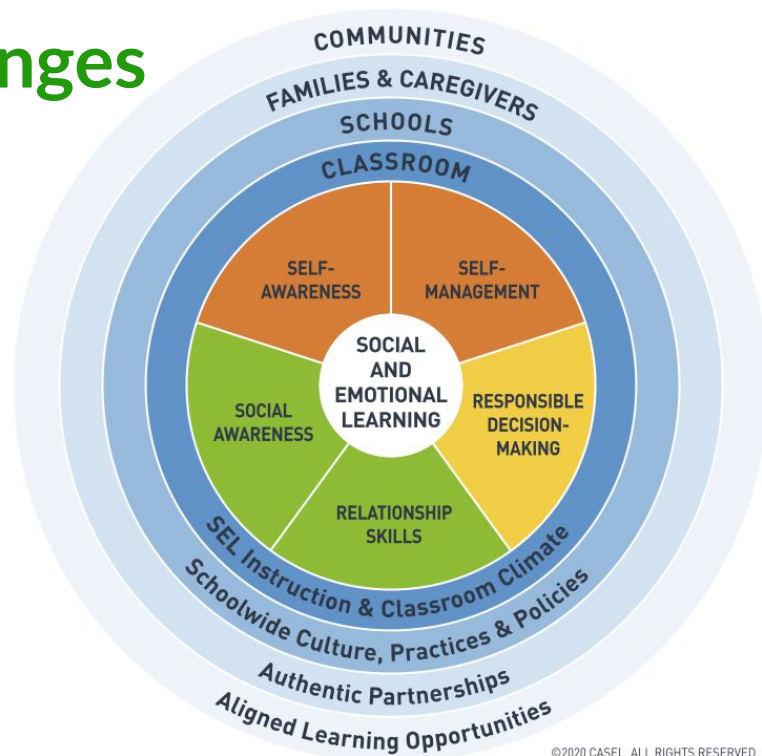 nges
COMMUNITIES
FAMILIES & CAREGIVERS
SCHOOLS
CLASSROOM
SELF-
AWARENESS
SELF-
MANAGEMENT
SOCIAL
AND
EMOTIONAL
LEARNING
SOCIAL
AWARENESS
RESPONSIBLE
DECISION-
MAKING
RELATIONSHIP
SKILLS
SEL Instruction & Classroom Climate
Schoolwide Culture, Practices & Policies
Authentic Partnerships
Aligned Learning Opportunities
©2020 CASEL. ALL RIGHTS RESERVED.